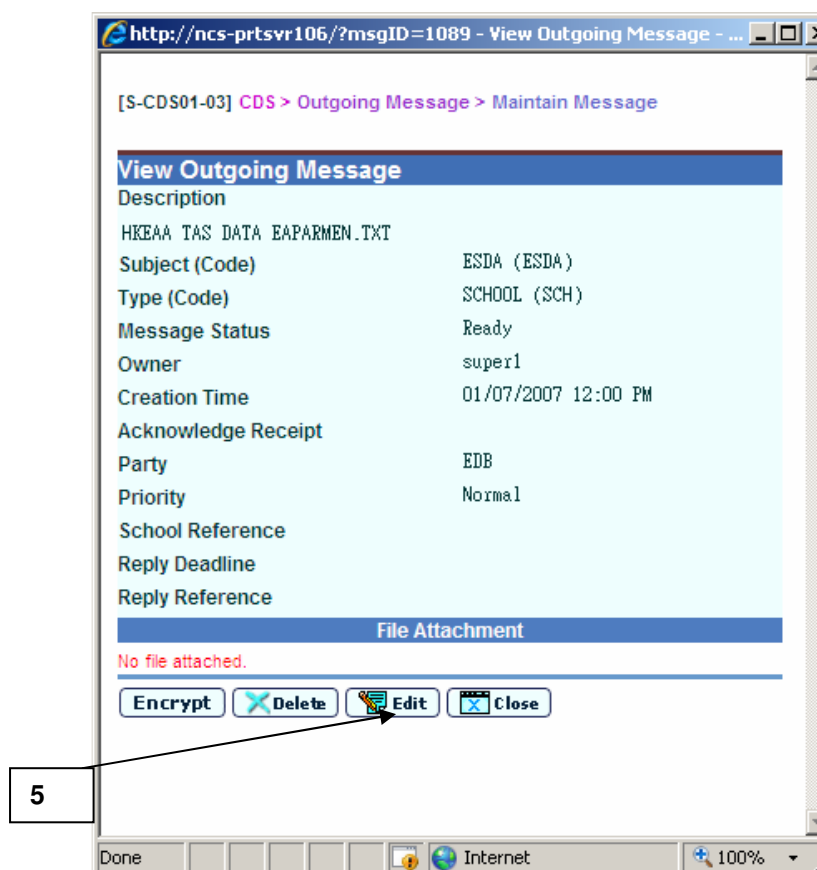 http://ncs-prtsvr106/?msgID=1089 - View Outgoing Message - ...
[S-CDS01-03] CDS > Outgoing Message > Maintain Message
View Outgoing Message
Description
HKEAA TAS DATA EAPARMEN.TXT
Subject (Code) ESDA (ESDA)
Type (Code) SCHOOL (SCH)
Message Status Ready
Owner super1
Creation Time 01/07/2007 12:00 PM
Acknowledge Receipt
Party EDB
Priority Normal
School Reference
Reply Deadline
Reply Reference
File Attachment
No file attached.
Encrypt Delete Edit Close
5
Done Internet 100%